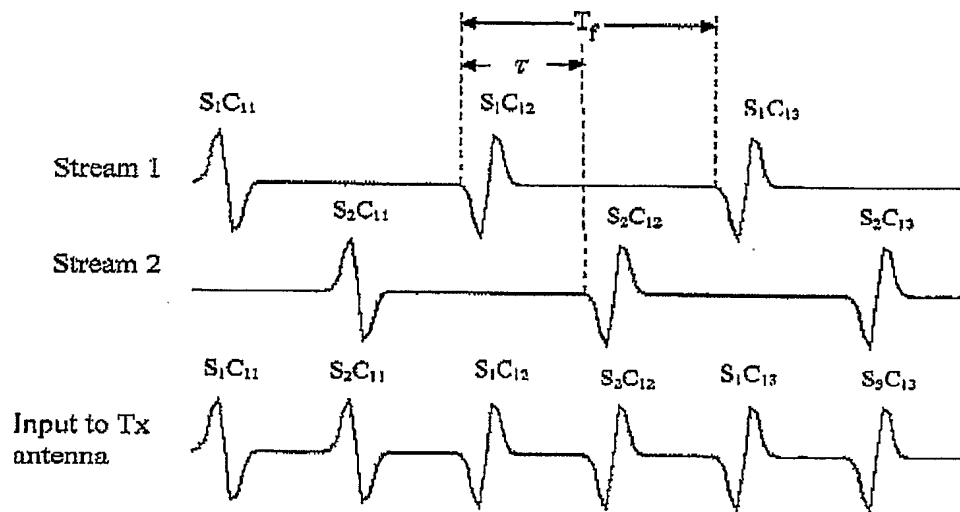 T_f
τ
S₁C₁₁ S₁C₁₂ S₁C₁₃
Stream 1
S₂C₁₁ S₂C₁₂ S₂C₁₃
Stream 2
S₁C₁₁ S₂C₁₁ S₁C₁₂ S₂C₁₂ S₁C₁₃ S₉C₁₃
Input to Tx
antenna